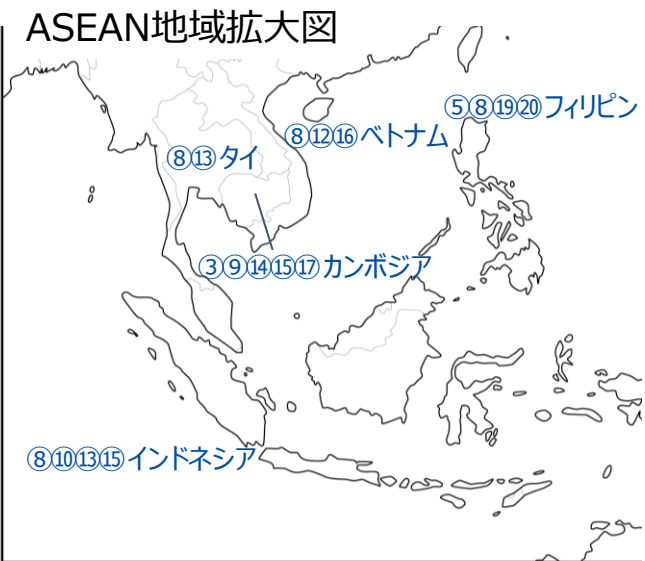 ASEAN地域拡大図
⑤⑧⑲⑳フィリピン
⑧⑫⑯ベトナム
⑧⑬タイ
③⑨⑭⑮⑰カンボジア
⑧⑩⑬⑮インドネシア